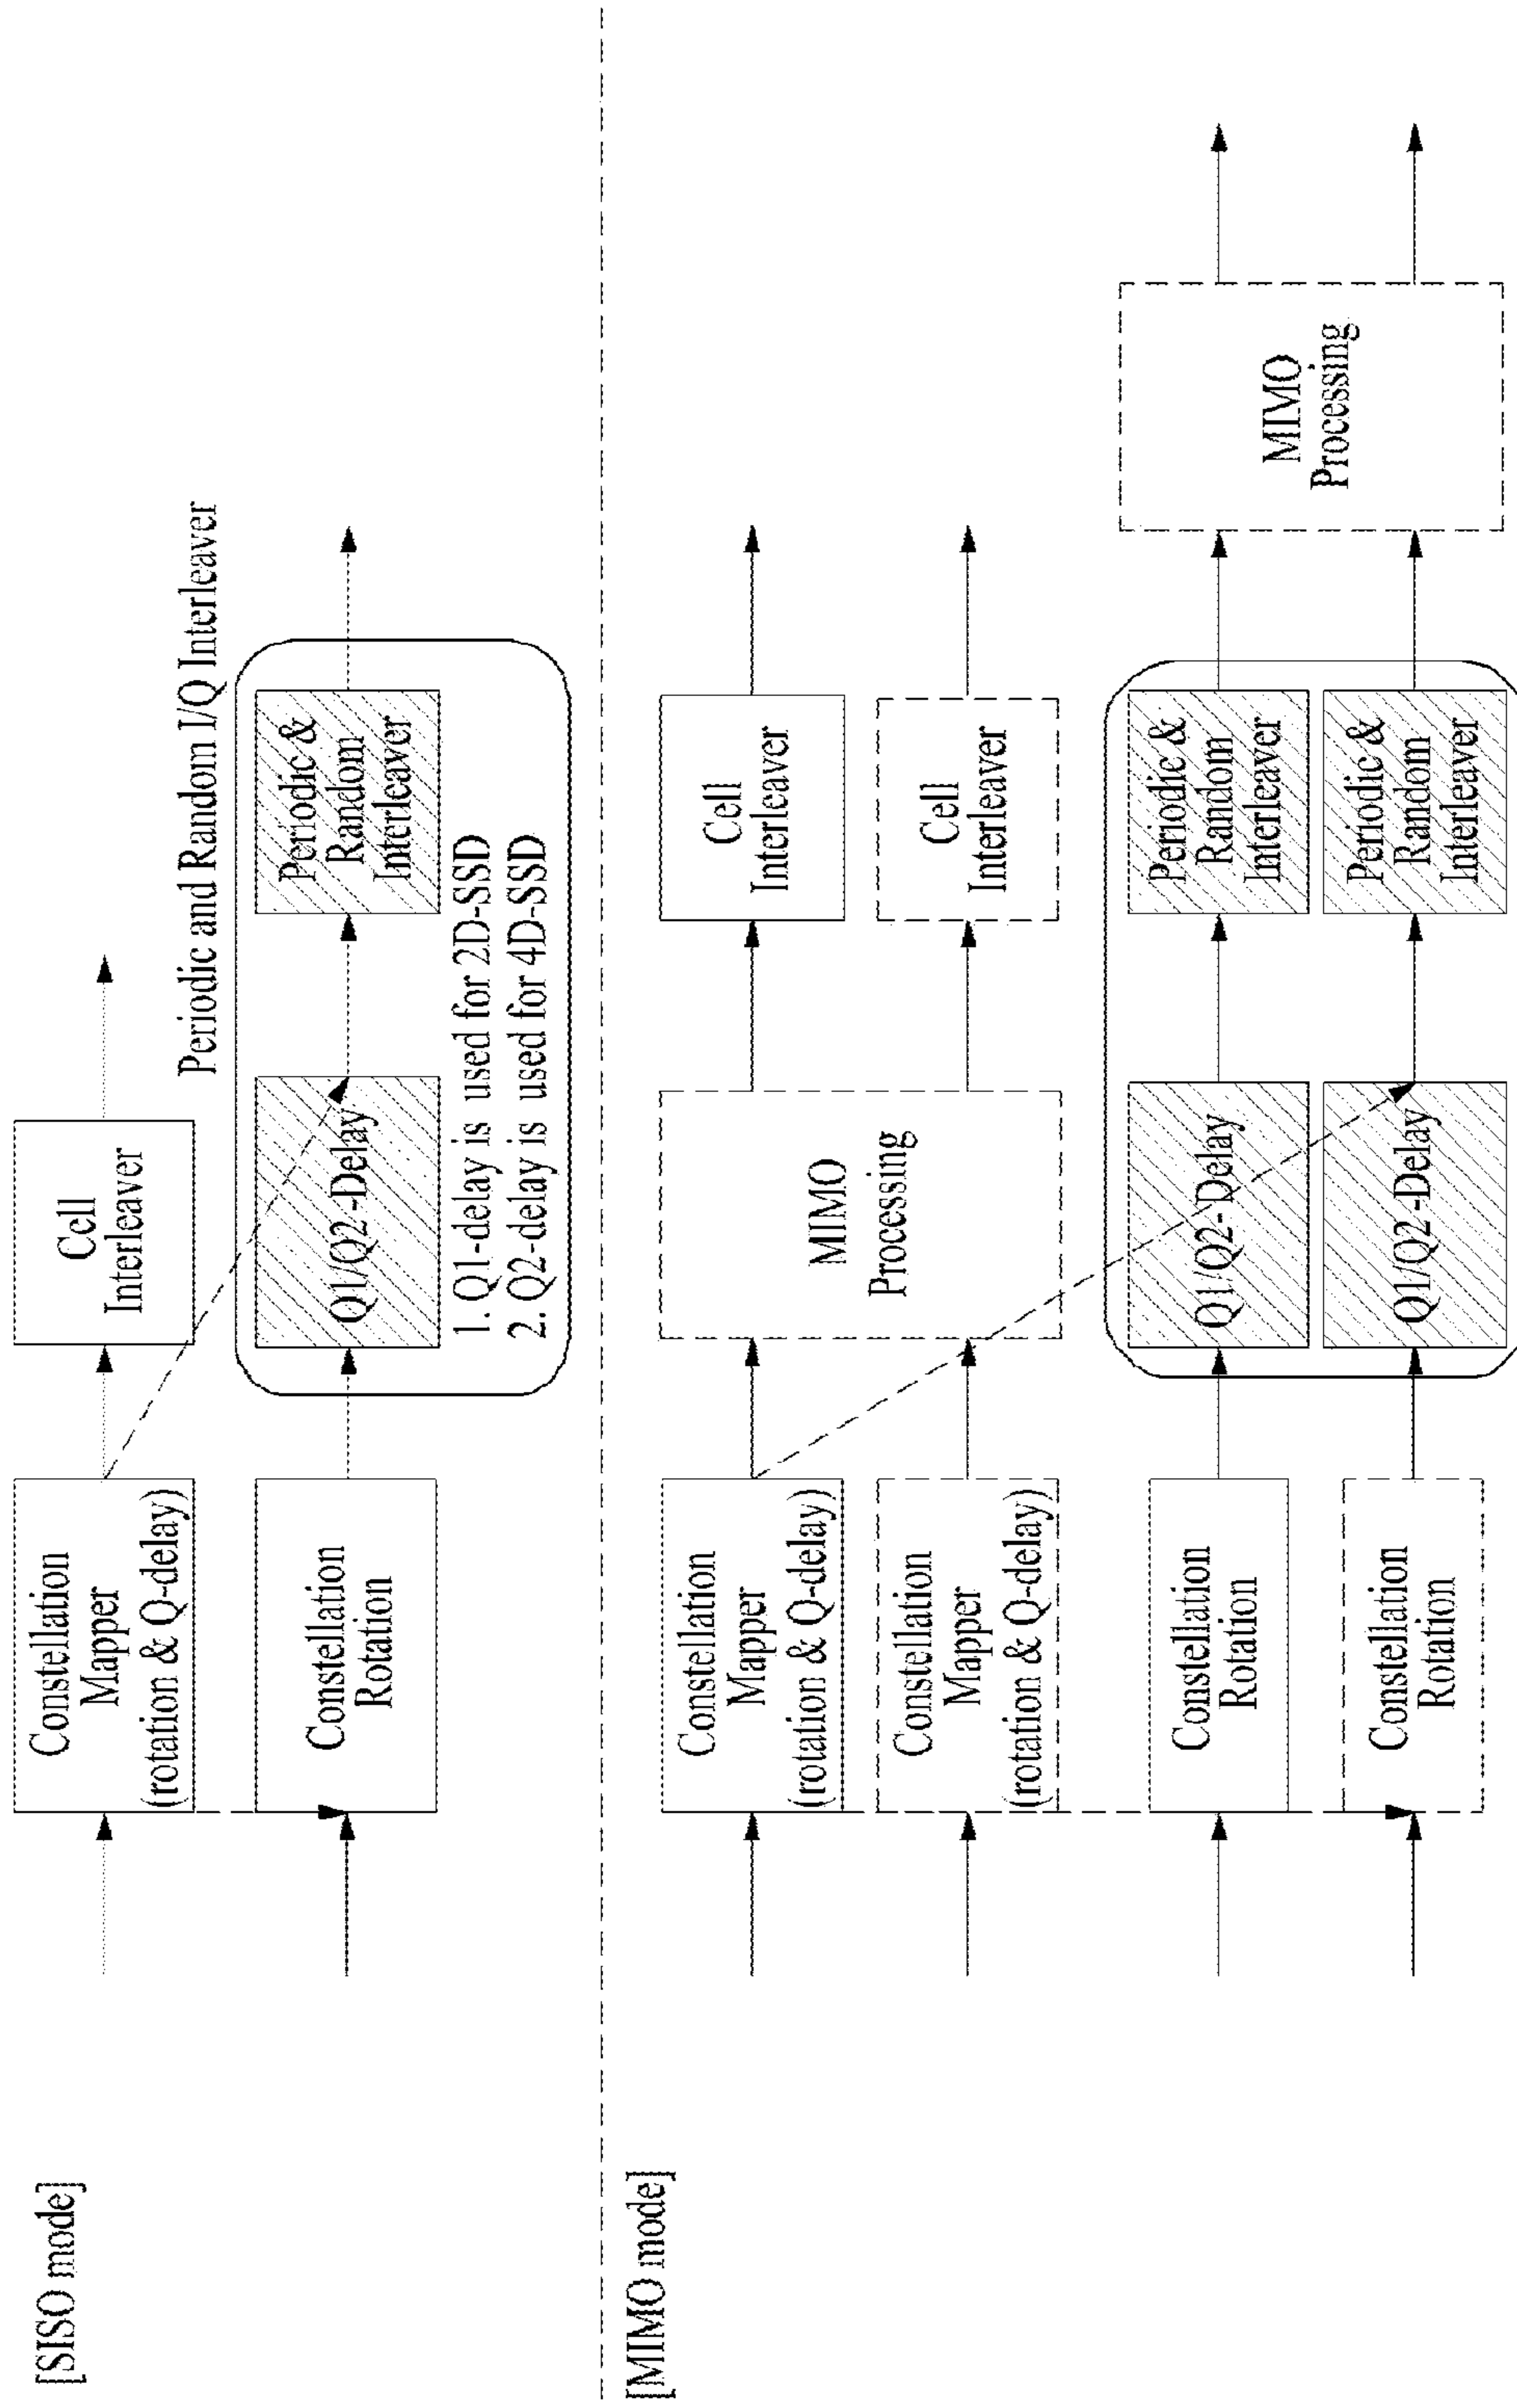 [SISO mode]
Constellation
Mapper
(rotation & Q-delay)
Cell
Interleaver
Periodic and Random I/Q Interleaver
Constellation
Rotation
Q1/Q2 -Delay
Periodic &
Random
Interleaver
1. Q1-delay is used for 2D-SSD
2. Q2-delay is used for 4D-SSD
[MIMO mode]
Constellation
Mapper
(rotation & Q-delay)
Constellation
Mapper
(rotation & Q-delay)
MIMO
Processing
Cell
Interleaver
Cell
Interleaver
Constellation
Rotation
Constellation
Rotation
Q1/Q2- Delay
Q1/Q2 -Delay
Periodic &
Random
Interleaver
Periodic &
Random
Interleaver
MIMO
Processing